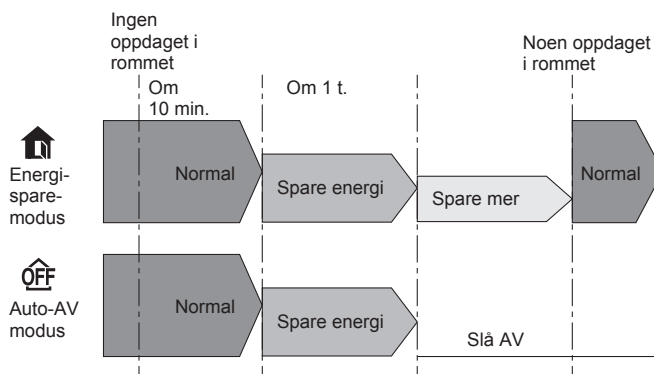 Ingen
oppdaget i
rommet
Noen oppdaget
i rommet
Om
10 min.
Om 1 t.
Energi-
spare-
modus
Normal
Spare energi
Spare mer
Normal
OFF
Auto-AV
modus
Normal
Spare energi
Slå AV